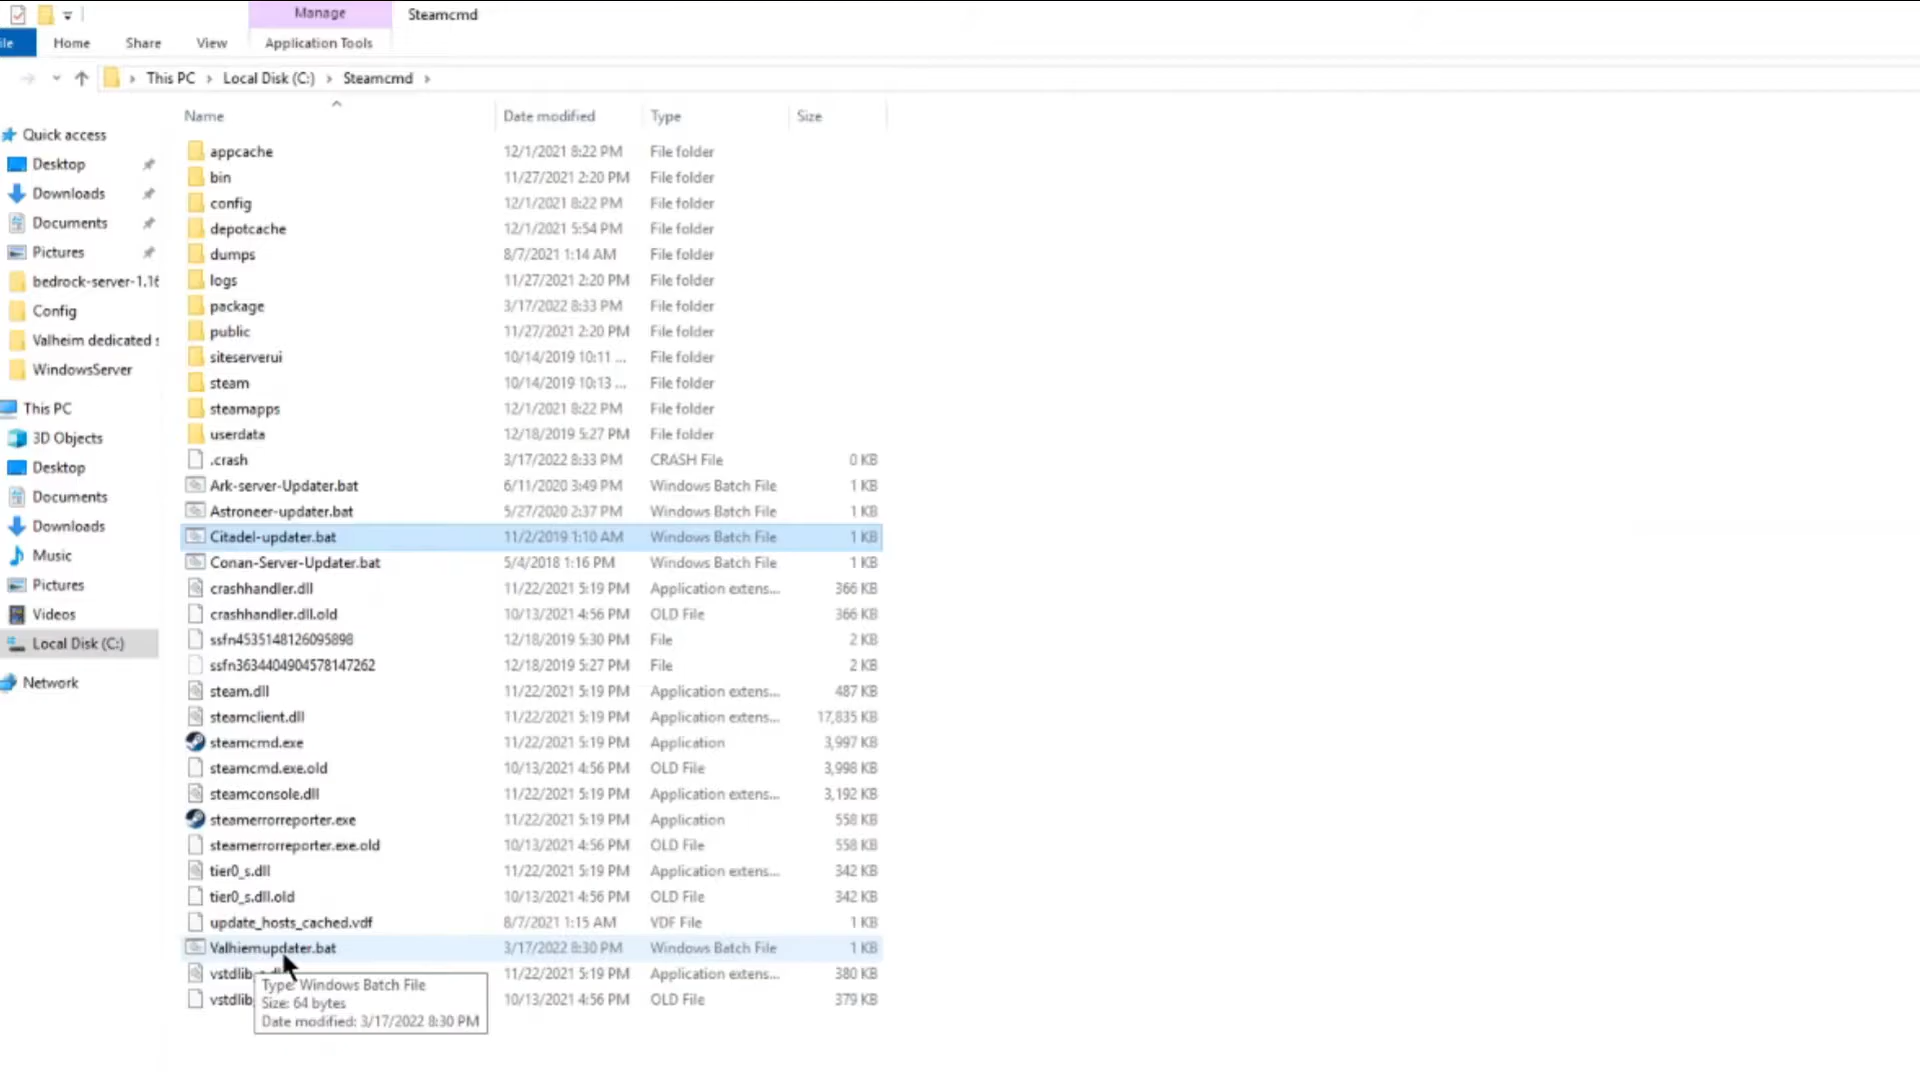 Manage
Steamcmd
ile
Home
Share
View
Application Tools
This PC
Local Disk (C:)
Steamcmd
Name
Date modified
Type
Size
Quick access
Desktop
Downloads
Documents
Pictures
bedrock-server-1.16
Config
Valheim dedicated s
WindowsServer
This PC
3D Objects
Desktop
Documents
Downloads
Music
Pictures
Videos
Local Disk (C:)
Network
appcache 12/1/2021 8:22 PM File folder
bin 11/27/2021 2:20 PM File folder
config 12/1/2021 8:22 PM File folder
depotcache 12/1/2021 5:54 PM File folder
dumps 8/7/2021 1:14 AM File folder
logs 11/27/2021 2:20 PM File folder
package 3/17/2022 8:33 PM File folder
public 11/27/2021 2:20 PM File folder
siteserverui 10/14/2019 10:11 ... File folder
steam 10/14/2019 10:13 ... File folder
steamapps 12/1/2021 8:22 PM File folder
userdata 12/18/2019 5:27 PM File folder
.crash 3/17/2022 8:33 PM CRASH File 0 KB
Ark-server-Updater.bat 6/11/2020 3:49 PM Windows Batch File 1 KB
Astroneer-updater.bat 5/27/2020 2:37 PM Windows Batch File 1 KB
Citadel-updater.bat 11/2/2019 1:10 AM Windows Batch File 1 KB
Conan-Server-Updater.bat 5/4/2018 1:16 PM Windows Batch File 1 KB
crashhandler.dll 11/22/2021 5:19 PM Application extens... 366 KB
crashhandler.dll.old 10/13/2021 4:56 PM OLD File 366 KB
ssfn4535148126095898 12/18/2019 5:30 PM File 2 KB
ssfn3634404904578147262 12/18/2019 5:27 PM File 2 KB
steam.dll 11/22/2021 5:19 PM Application extens... 487 KB
steamclient.dll 11/22/2021 5:19 PM Application extens... 17,835 KB
steamcmd.exe 11/22/2021 5:19 PM Application 3,997 KB
steamcmd.exe.old 10/13/2021 4:56 PM OLD File 3,998 KB
steamconsole.dll 11/22/2021 5:19 PM Application extens... 3,192 KB
steamerrorreporter.exe 11/22/2021 5:19 PM Application 558 KB
steamerrorreporter.exe.old 10/13/2021 4:56 PM OLD File 558 KB
tier0_s.dll 11/22/2021 5:19 PM Application extens... 342 KB
tier0_s.dll.old 10/13/2021 4:56 PM OLD File 342 KB
update_hosts_cached.vdf 8/7/2021 1:15 AM VDF File 1 KB
Valhiemupdater.bat 3/17/2022 8:30 PM Windows Batch File 1 KB
vstdlib 11/22/2021 5:19 PM Application extens... 380 KB
vstdlib 10/13/2021 4:56 PM OLD File 379 KB
Type: Windows Batch File
Size: 64 bytes
Date modified: 3/17/2022 8:30 PM